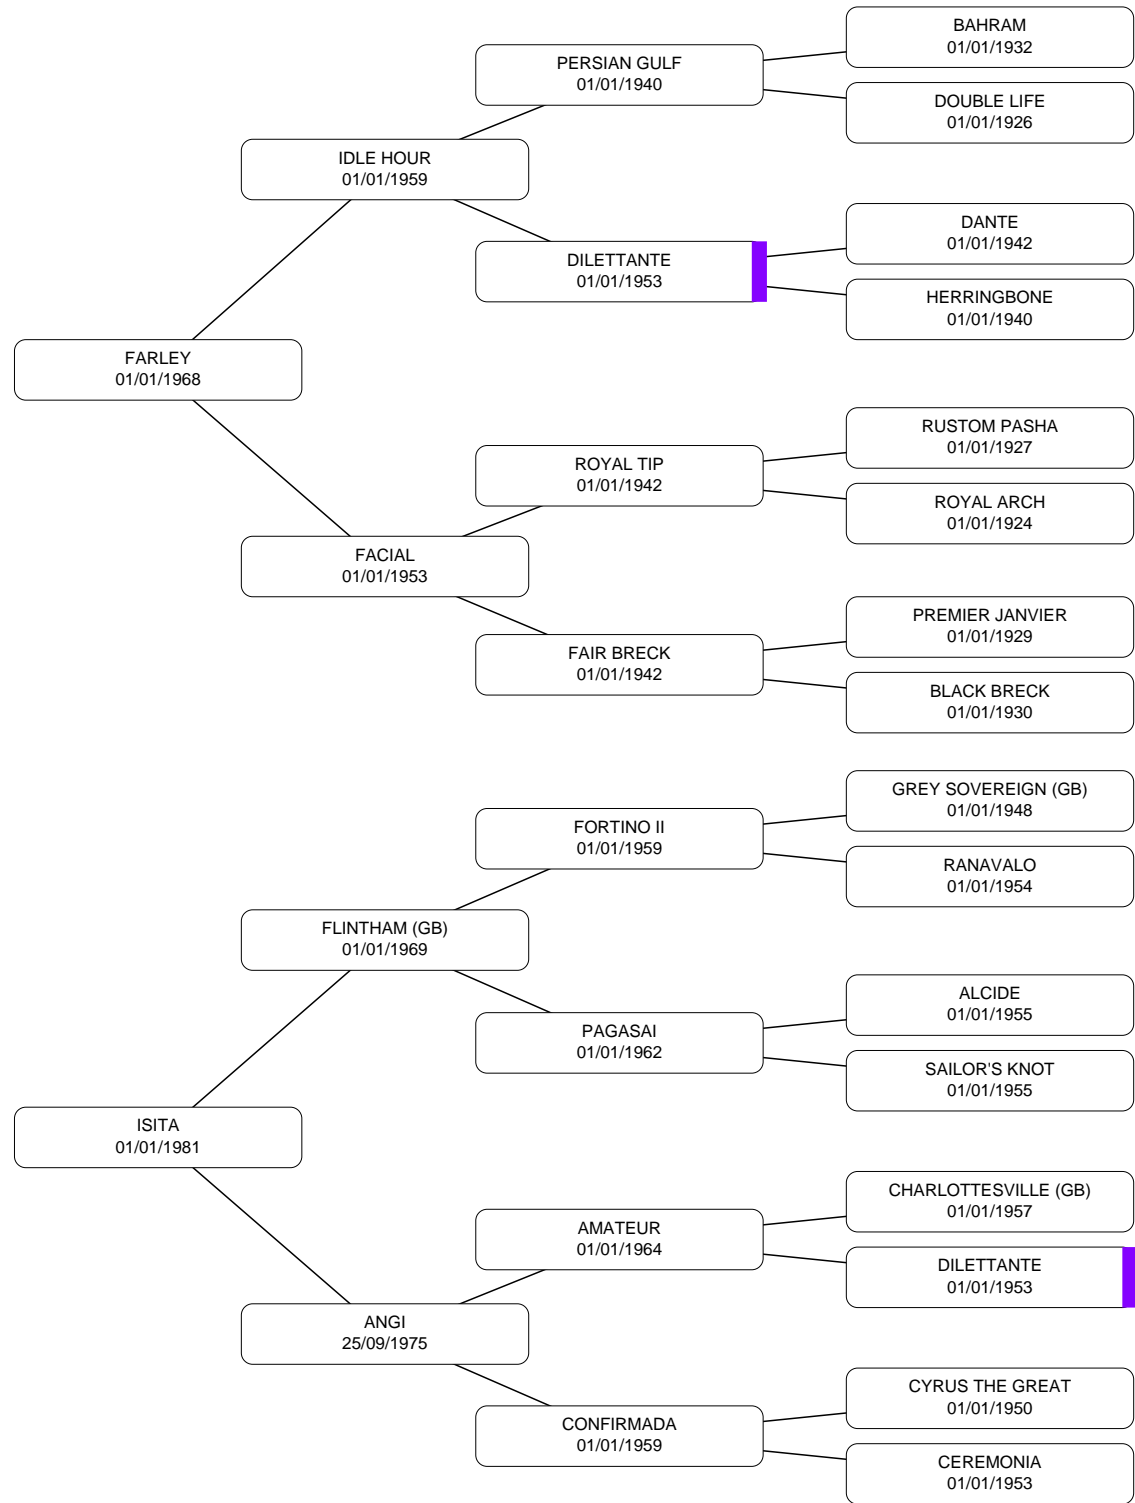 BAHRAM
01/01/1932
PERSIAN GULF
01/01/1940
DOUBLE LIFE
01/01/1926
IDLE HOUR
01/01/1959
DANTE
01/01/1942
DILETTANTE
01/01/1953
HERRINGBONE
01/01/1940
FARLEY
01/01/1968
RUSTOM PASHA
01/01/1927
ROYAL TIP
01/01/1942
ROYAL ARCH
01/01/1924
FACIAL
01/01/1953
PREMIER JANVIER
01/01/1929
FAIR BRECK
01/01/1942
BLACK BRECK
01/01/1930
GREY SOVEREIGN (GB)
01/01/1948
FORTINO II
01/01/1959
RANAVALO
01/01/1954
FLINTHAM (GB)
01/01/1969
ALCIDE
01/01/1955
PAGASAI
01/01/1962
SAILOR'S KNOT
01/01/1955
ISITA
01/01/1981
CHARLOTTESVILLE (GB)
01/01/1957
AMATEUR
01/01/1964
DILETTANTE
01/01/1953
ANGI
25/09/1975
CYRUS THE GREAT
01/01/1950
CONFIRMADA
01/01/1959
CEREMONIA
01/01/1953